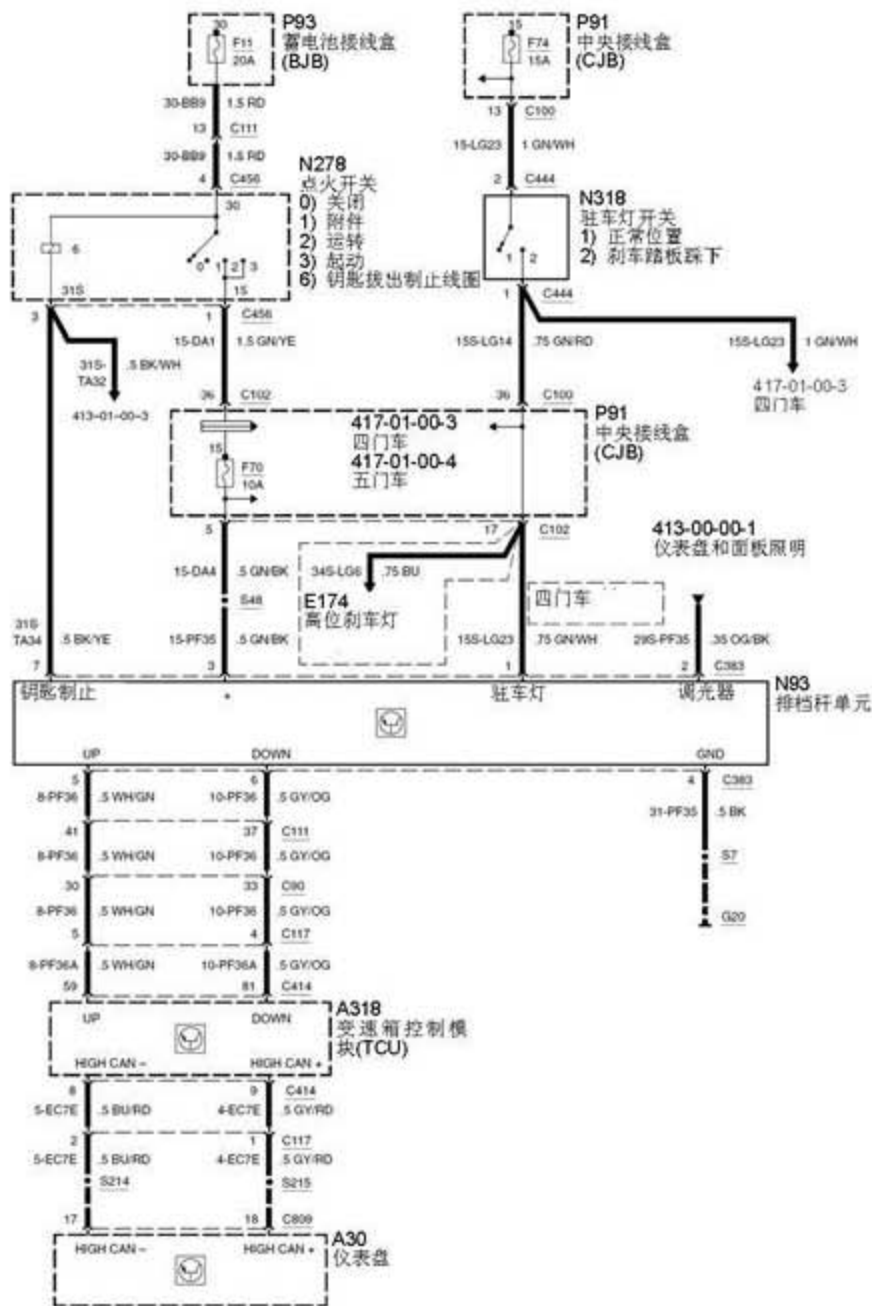 P93
蓄电池接线盒
(BJB)
30
F11
20A
P91
中央接线盒
(CJB)
15
F74
15A
30-BB9 1.5 RD
13 C111
30-BB9 1.5 RD
4 C456
13 C100
15-LG23 1 GN/WH
2 C444
N278
点火开关
0) 关闭
1) 附件
2) 运转
3) 起动
6) 钥匙拔出制止线圈
30
6
0 1 2 3
31S
15
N318
驻车灯开关
1) 正常位置
2) 刹车踏板踩下
1 2
3
1 C456
1 C444
31S-
TA32
.5 BK/WH
413-01-00-3
15-DA1 1.5 GN/YE
15S-LG14 .75 GN/RD
15S-LG23 1 GN/WH
417-01-00-3
四门车
36 C102
36 C100
P91
中央接线盒
(CJB)
417-01-00-3
四门车
417-01-00-4
五门车
15
F70
10A
5
17 C102
413-00-00-1
仪表盘和面板照明
15-DA4 .5 GN/BK
S48
34S-LG6 .75 BU
E174
高位刹车灯
四门车
31S
TA34
.5 BK/YE
15-PF35 .5 GN/BK
15S-LG23 .75 GN/WH
29S-PF35 .35 OG/BK
7 3 1 2 C383
N93
排档杆单元
钥匙制止 + 驻车灯 调光器
UP DOWN GND
5 6 4 C383
8-PF36 .5 WH/GN 10-PF36 .5 GY/OG 31-PF35 .5 BK
41 37 C111
8-PF36 .5 WH/GN 10-PF36 .5 GY/OG
S7
30 33 C90
8-PF36 .5 WH/GN 10-PF36 .5 GY/OG
G20
5 4 C117
8-PF36A .5 WH/GN 10-PF36A .5 GY/OG
59 81 C414
A318
变速箱控制模
块(TCU)
UP DOWN
HIGH CAN – HIGH CAN +
8 9 C414
5-EC7E .5 BU/RD 4-EC7E .5 GY/RD
2 1 C117
5-EC7E .5 BU/RD 4-EC7E .5 GY/RD
S214 S215
17 18 C809
A30
仪表盘
HIGH CAN – HIGH CAN +